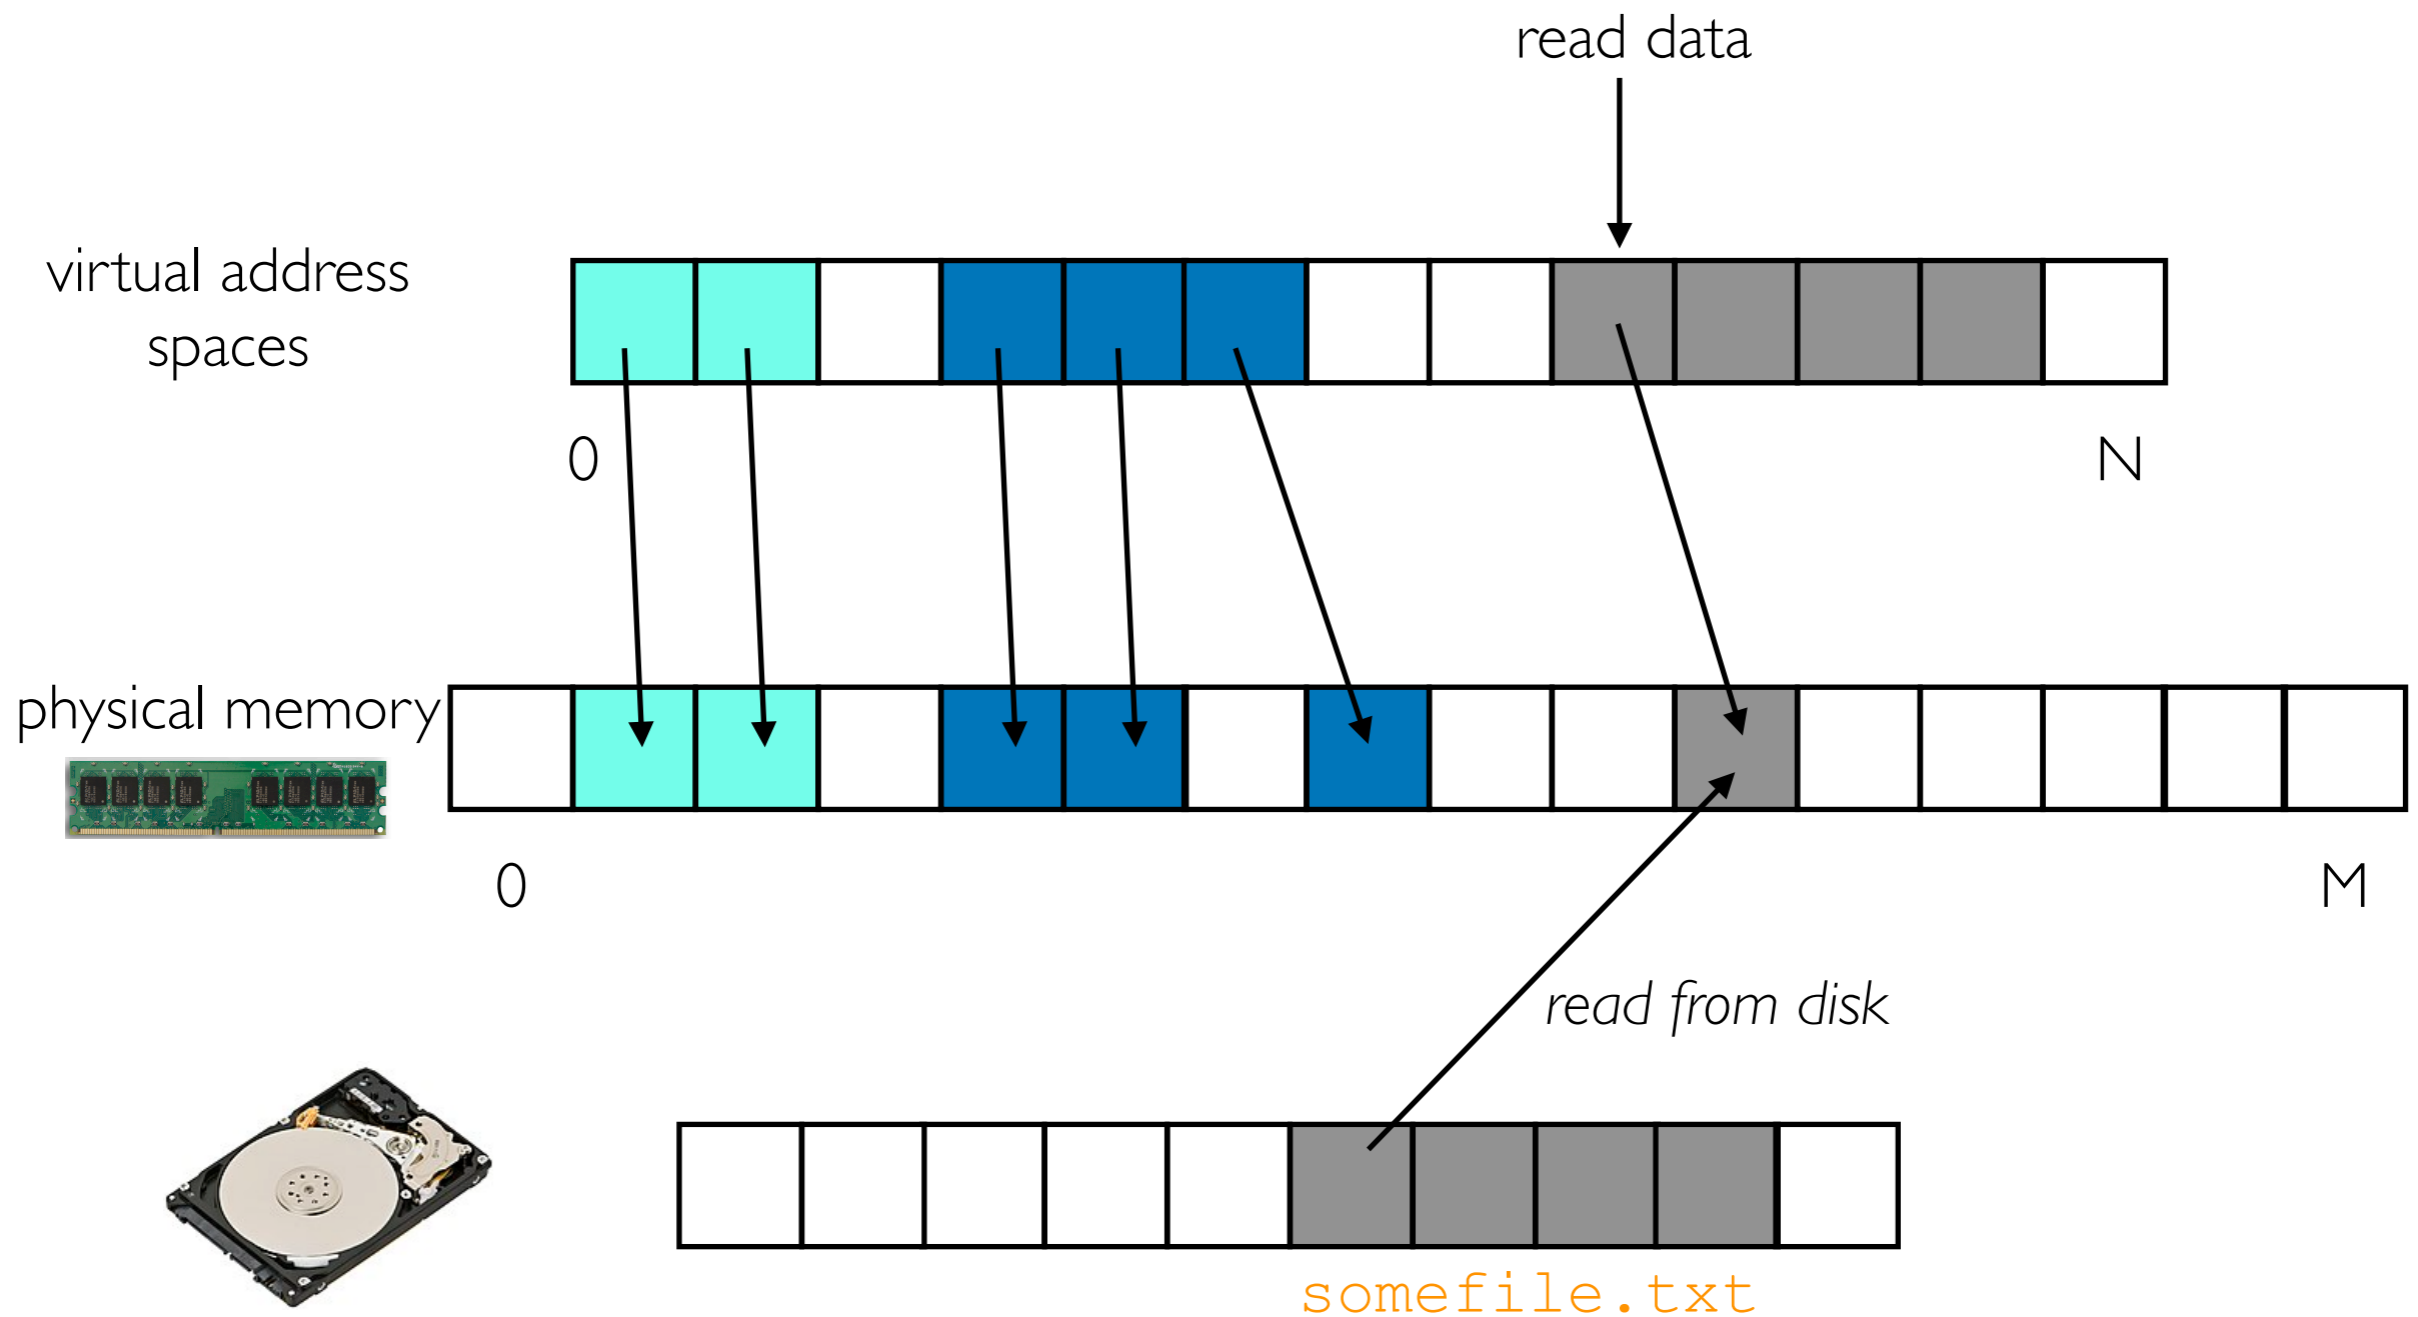 read data
virtual address
spaces
0
N
physical memory
0
M
read from disk
somefile.txt